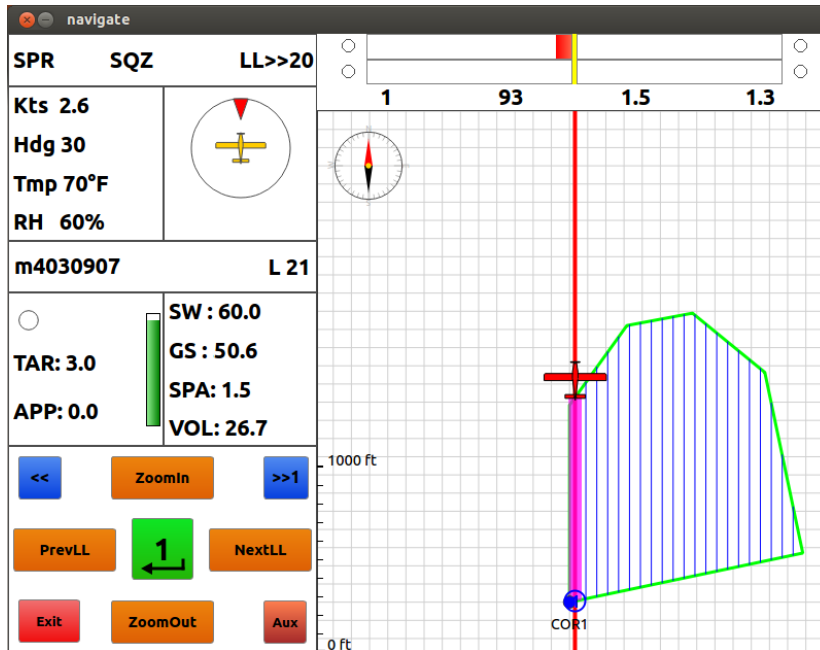 navigate
SPR SQZ LL>>20
Kts 2.6
Hdg 30
Tmp 70°F
RH 60%
m4030907 L 21
TAR: 3.0
APP: 0.0
SW : 60.0
GS : 50.6
SPA: 1.5
VOL: 26.7
<< ZoomIn >>1
PrevLL 1 NextLL
Exit ZoomOut Aux
1 93 1.5 1.3
1000 ft
COR1
0 ft